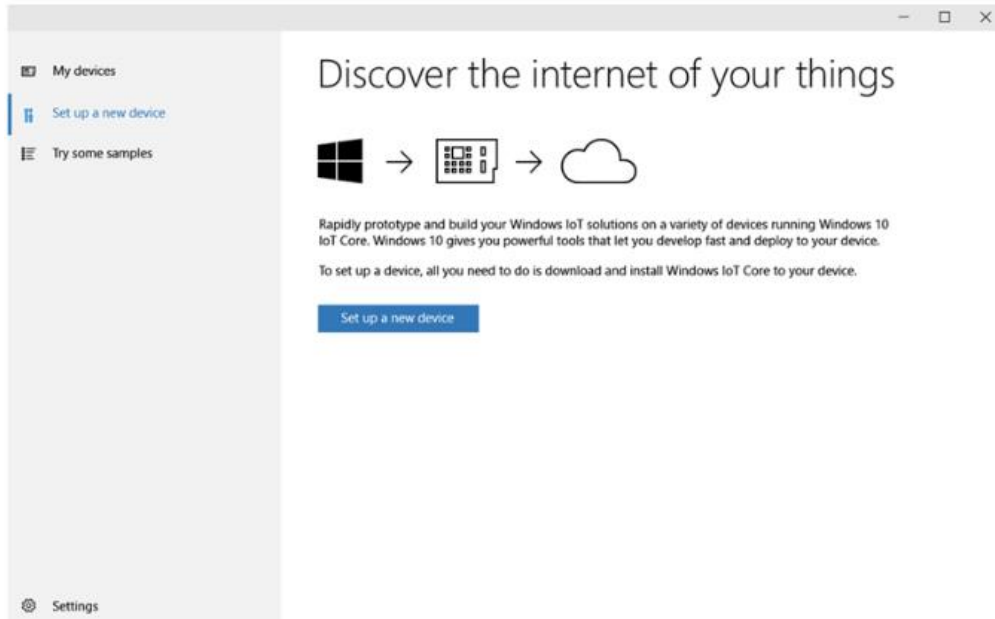 My devices
Set up a new device
Try some samples
Settings
Discover the internet of your things
Rapidly prototype and build your Windows IoT solutions on a variety of devices running Windows 10
IoT Core. Windows 10 gives you powerful tools that let you develop fast and deploy to your device.
To set up a device, all you need to do is download and install Windows IoT Core to your device.
Set up a new device